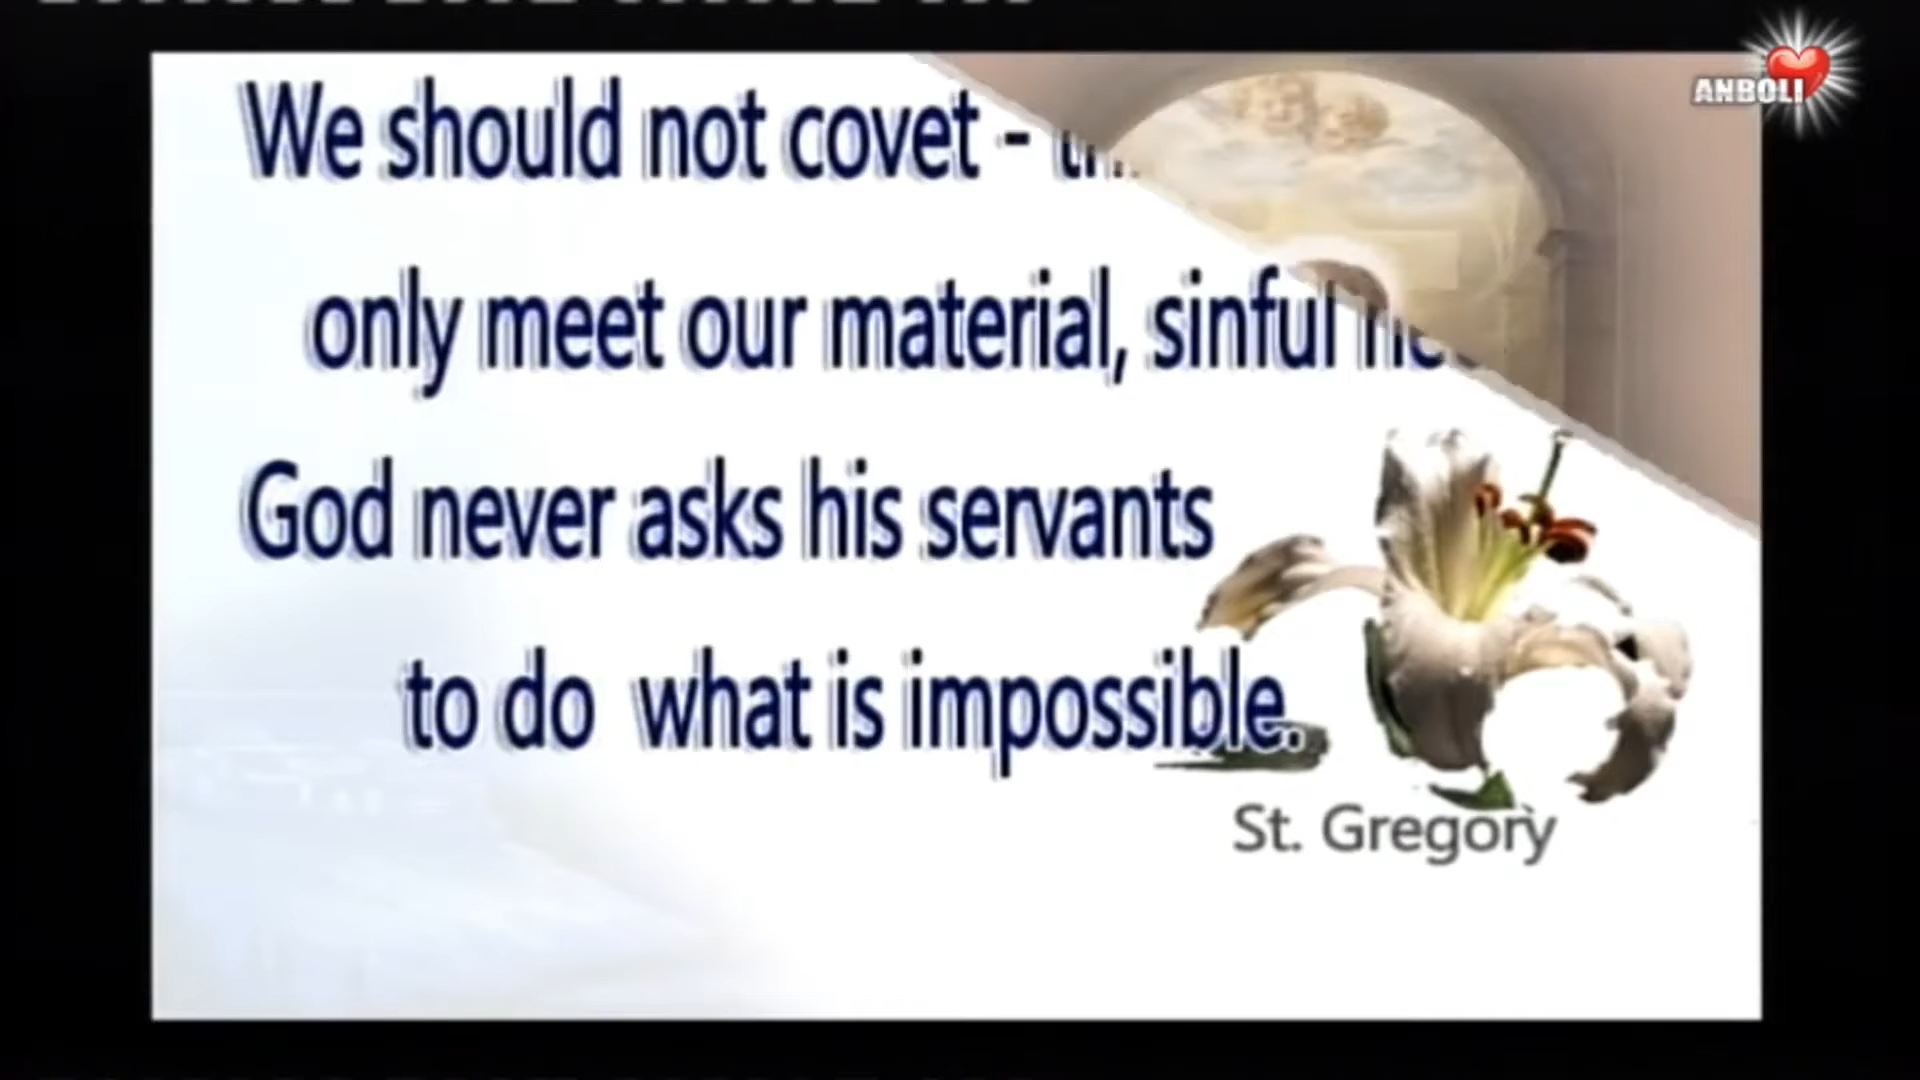 ANBOLI
We should not covet -
only meet our material, sinful
God never asks his servants
to do what is impossible.
St. Gregory